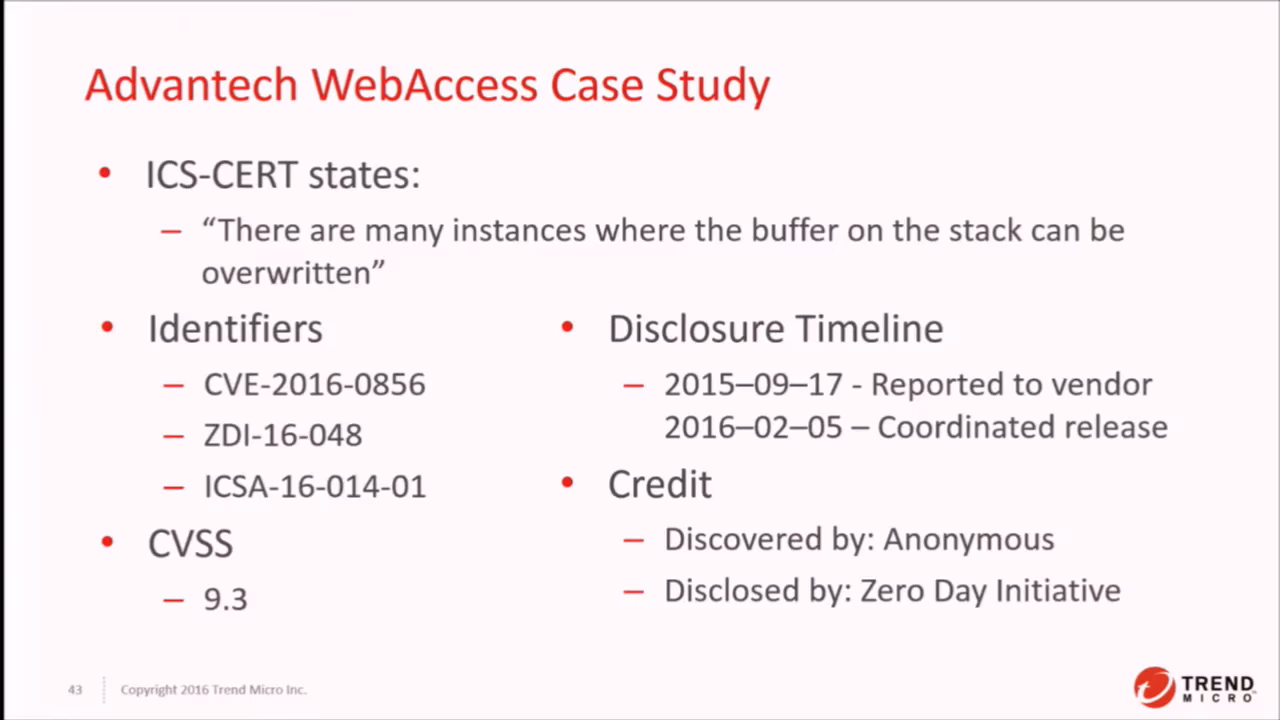 Advantech WebAccess Case Study
• ICS-CERT states:
– “There are many instances where the buffer on the stack can be
overwritten”
• Identifiers
– CVE-2016-0856
– ZDI-16-048
– ICSA-16-014-01
• CVSS
– 9.3
• Disclosure Timeline
– 2015–09–17 - Reported to vendor
2016–02–05 – Coordinated release
• Credit
– Discovered by: Anonymous
– Disclosed by: Zero Day Initiative
43
Copyright 2016 Trend Micro Inc.
TREND
MICRO